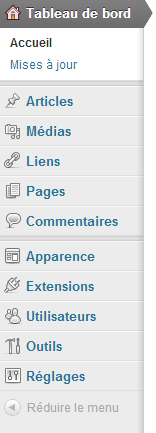 Tableau de bord
Accueil
Mises à jour
Articles
Médias
Liens
Pages
Commentaires
Apparence
Extensions
Utilisateurs
Outils
Réglages
Réduire le menu